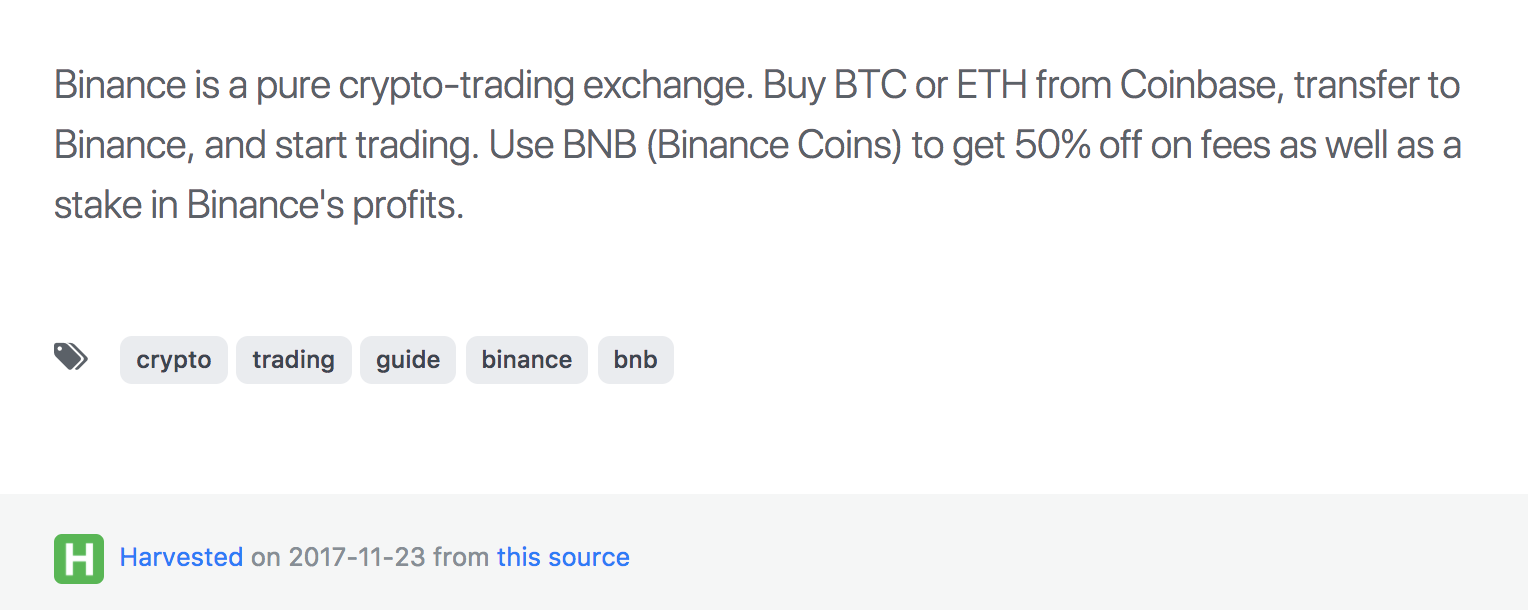 Binance is a pure crypto-trading exchange. Buy BTC or ETH from Coinbase, transfer to
Binance, and start trading. Use BNB (Binance Coins) to get 50% off on fees as well as a
stake in Binance's profits.
crypto trading guide binance bnb
H Harvested on 2017-11-23 from this source